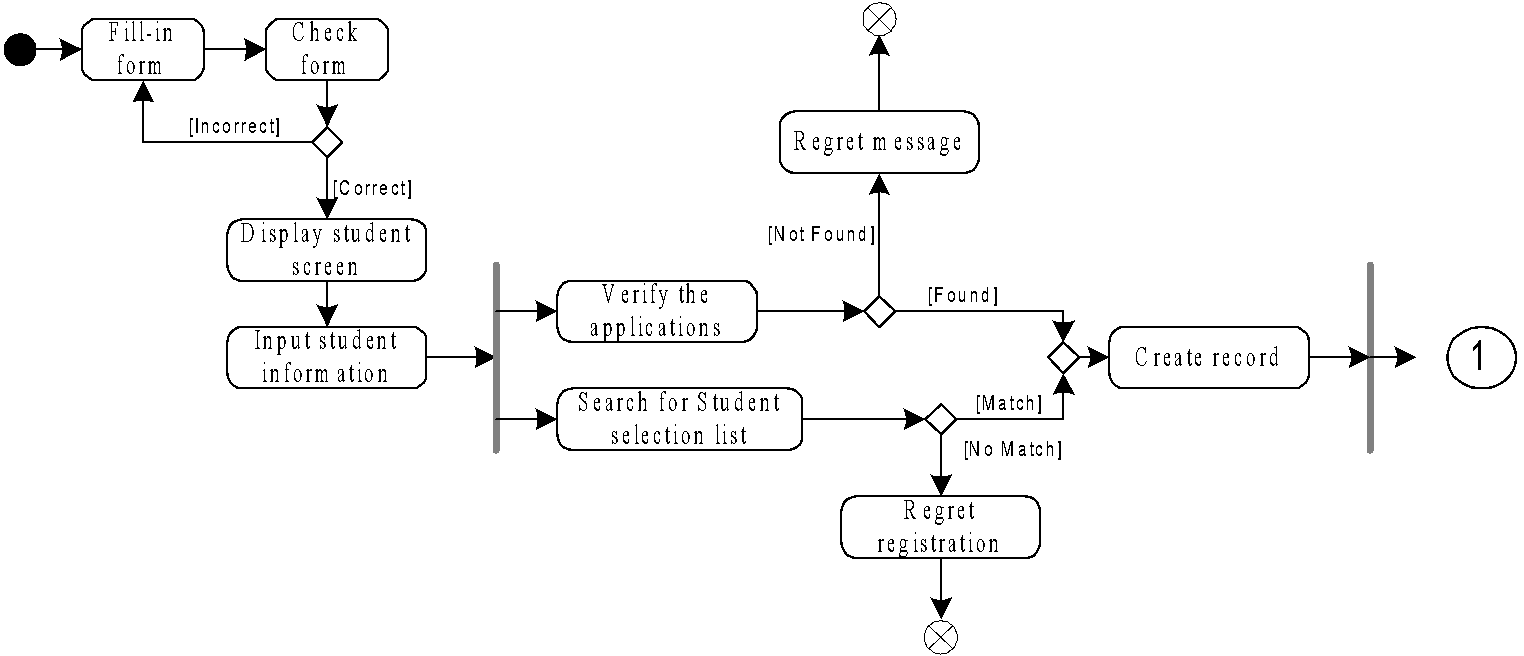 Fill-in
form
Check
form
[Incorrect]
[Correct]
Display student
screen
Input student
information
Verify the
applications
Search for Student
selection list
Regret message
[Not Found]
[Found]
[Match]
[No Match]
Regret
registration
Create record
1